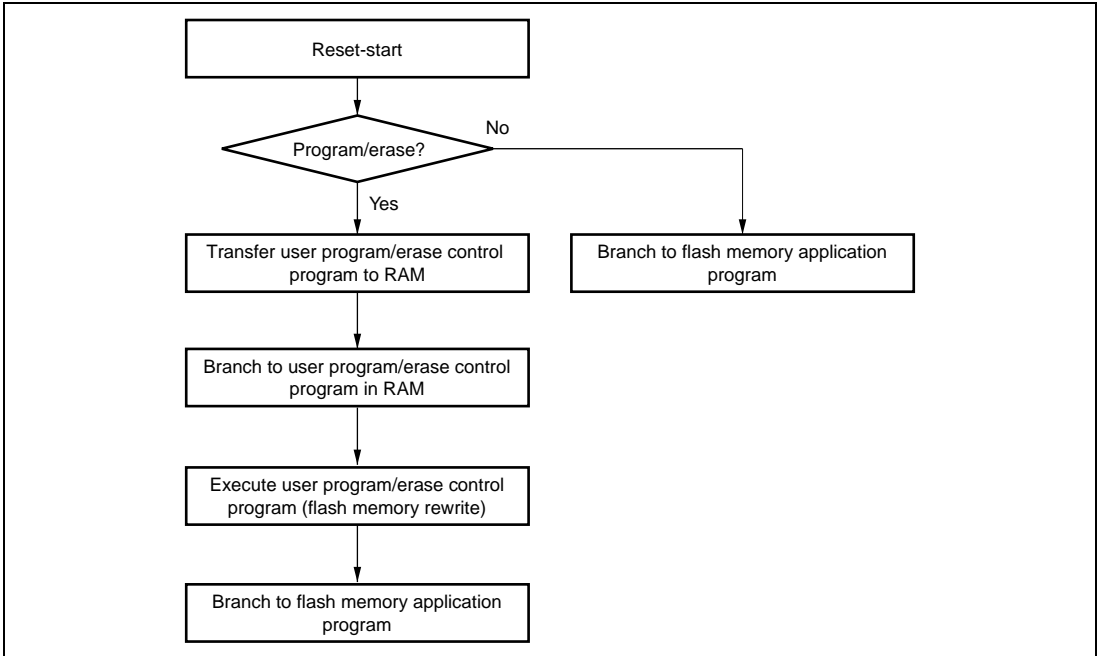 Reset-start
Program/erase?
No
Yes
Transfer user program/erase control
program to RAM
Branch to flash memory application
program
Branch to user program/erase control
program in RAM
Execute user program/erase control
program (flash memory rewrite)
Branch to flash memory application
program